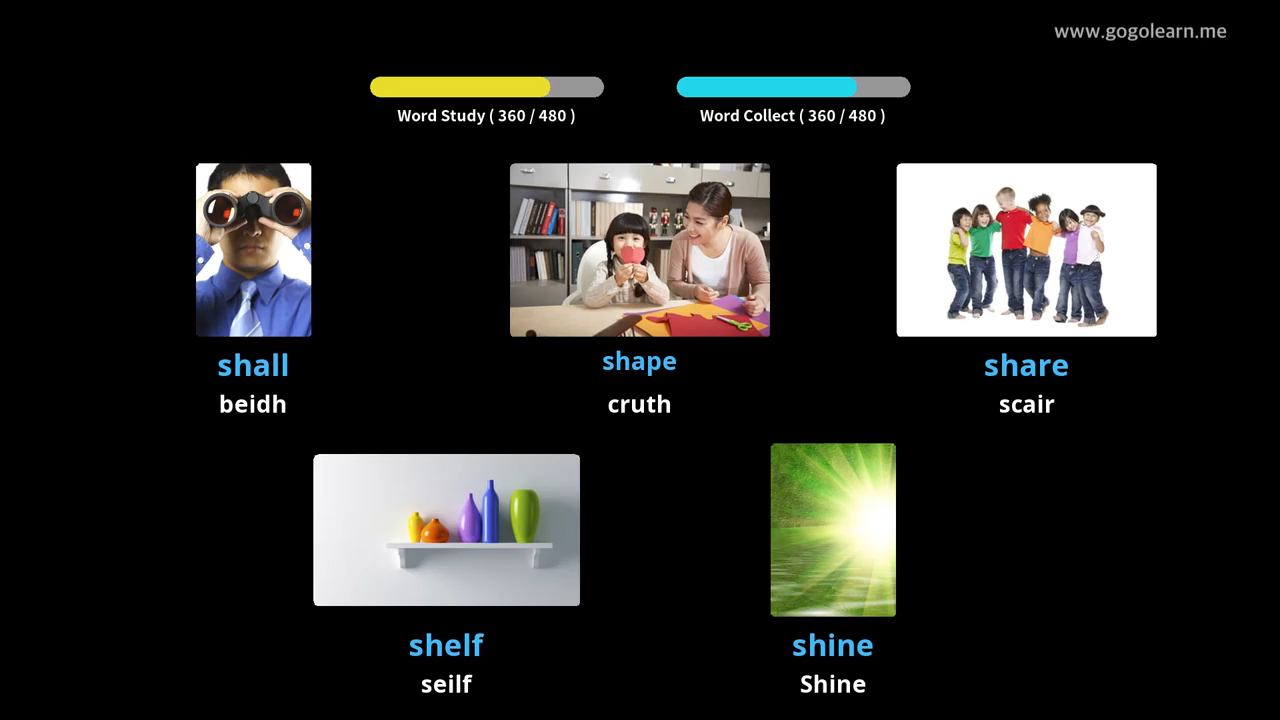 www.gogolearn.me
Word Study ( 360 / 480 )
Word Collect ( 360 / 480 )
shall
shape
share
beidh
cruth
scair
shelf
shine
seilf
Shine